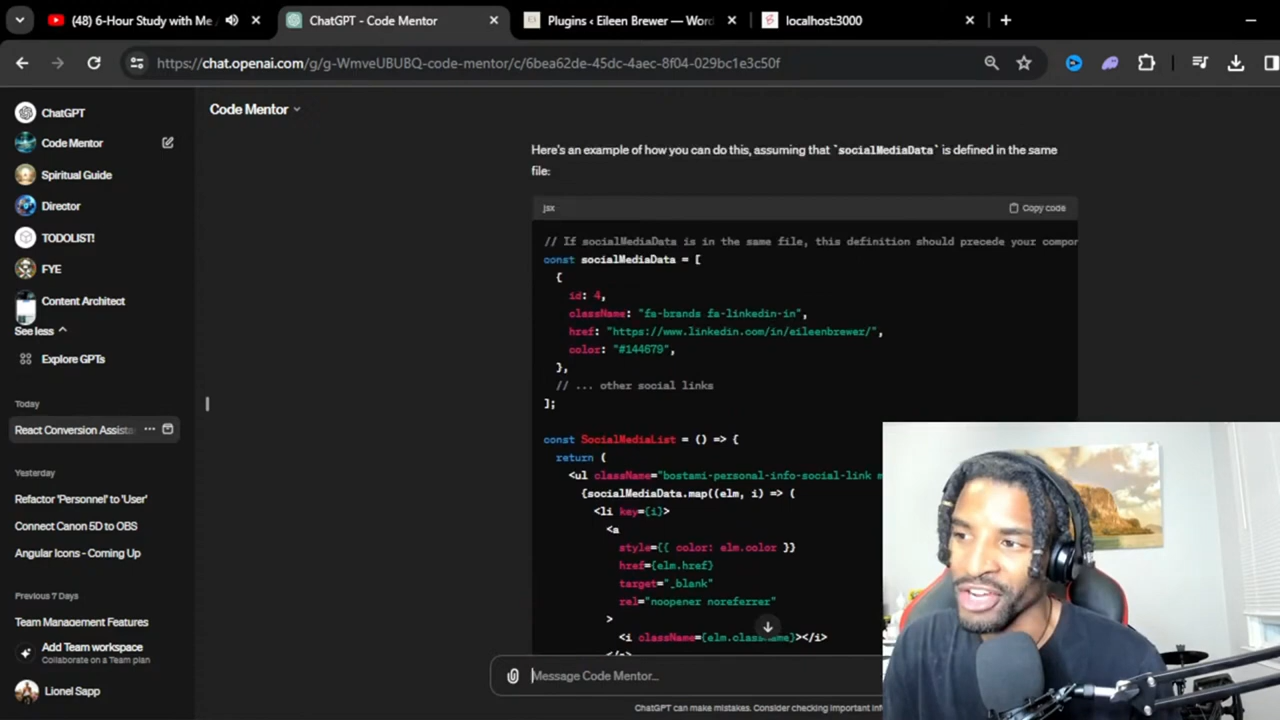 (48) 6-Hour Study with Me
ChatGPT - Code Mentor
Plugins ‹ Eileen Brewer — Word
localhost:3000
https://chat.openai.com/g/g-WmveUBUBQ-code-mentor/c/6bea62de-45dc-4aec-8f04-029bc1e3c50f
ChatGPT
Code Mentor
Spiritual Guide
Director
TODOLIST!
FYE
Content Architect
See less
Explore GPTs
Today
React Conversion Assista
Yesterday
Refactor 'Personnel' to 'User'
Connect Canon 5D to OBS
Angular Icons - Coming Up
Previous 7 Days
Team Management Features
Add Team workspace
Collaborate on a Team plan
Lionel Sapp
Code Mentor
Here's an example of how you can do this, assuming that `socialMediaData` is defined in the same
file:
jsx
Copy code
// If socialMediaData is in the same file, this definition should precede your compor
const socialMediaData = [
{
id: 4,
className: "fa-brands fa-linkedin-in",
href: "https://www.linkedin.com/in/eileenbrewer/",
color: "#144679",
},
// ... other social links
];
const SocialMediaList = () => {
return (
<ul className="bostami-personal-info-social-link m
{socialMediaData.map((elm, i) => (
<li key={i}>
<a
style={{ color: elm.color }}
href={elm.href}
target="_blank"
rel="noopener noreferrer"
>
<i className={elm.className}></i>
</a>
Message Code Mentor...
ChatGPT can make mistakes. Consider checking important inf